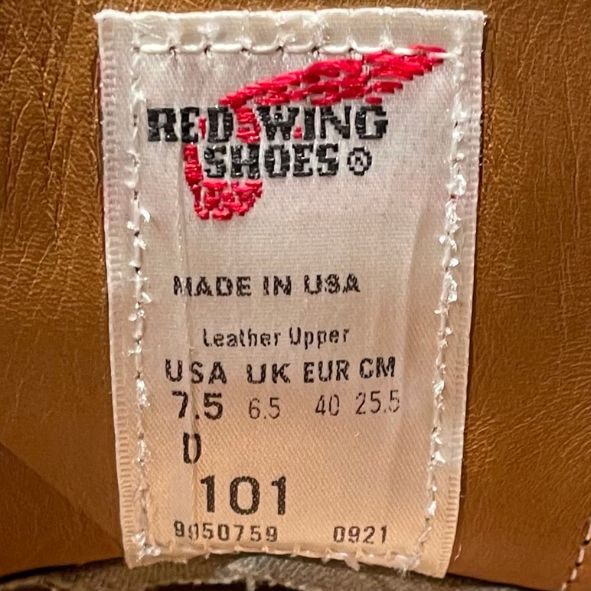 RED WING
SHOES®
MADE IN USA
Leather Upper
USA UK EUR CM
7.5 6.5 40 25.5
D
101
9950759 0921